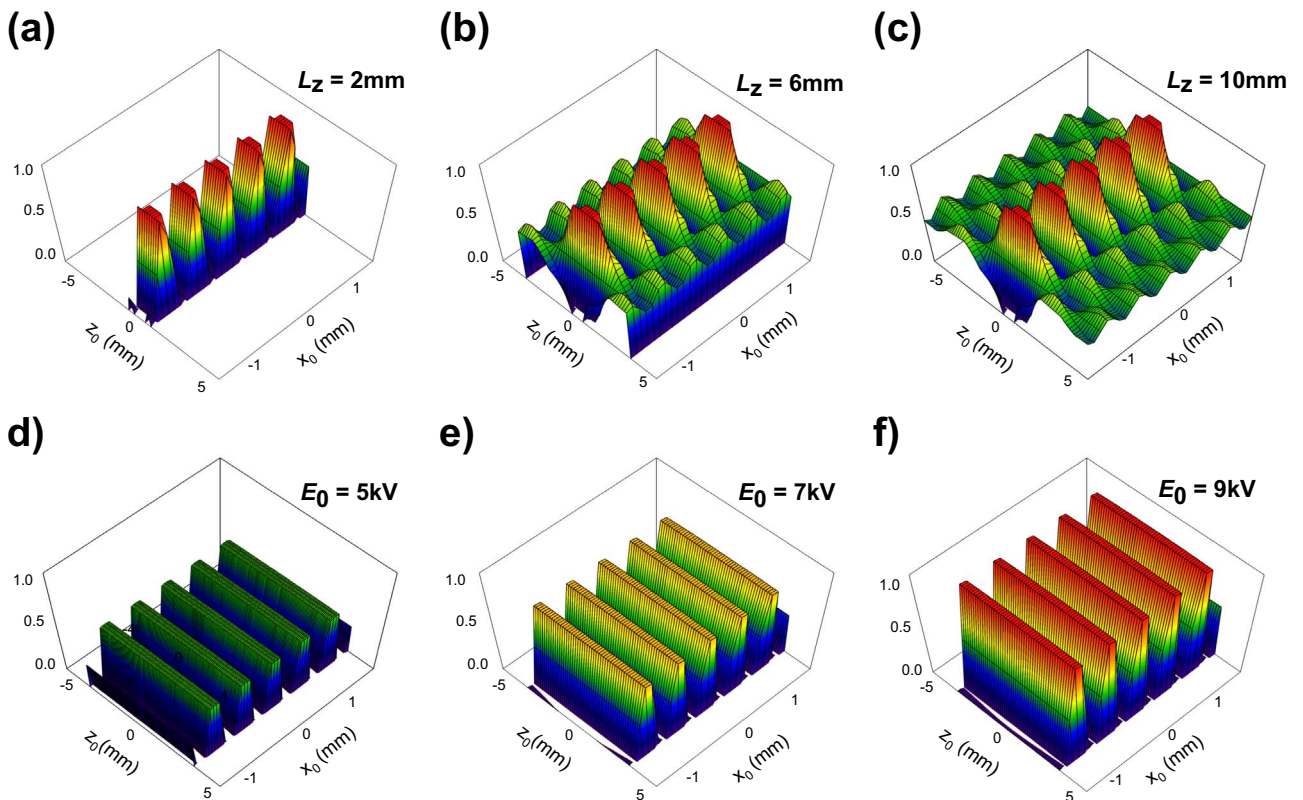 (a)
(b)
(c)
Lz = 2mm
Lz = 6mm
Lz = 10mm
1.0
0.5
0.0
-5
0
5
z0 (mm)
-1
0
1
x0 (mm)
1.0
0.5
0.0
-5
0
5
z0 (mm)
-1
0
1
x0 (mm)
1.0
0.5
0.0
-5
0
5
z0 (mm)
-1
0
1
x0 (mm)
d)
e)
f)
E0 = 5kV
E0 = 7kV
E0 = 9kV
1.0
0.5
0.0
-5
0
5
z0(mm)
-1
0
1
x0 (mm)
1.0
0.5
0.0
-5
0
5
z0 (mm)
-1
0
1
x0 (mm)
1.0
0.5
0.0
-5
0
5
z0 (mm)
-1
0
1
x0 (mm)